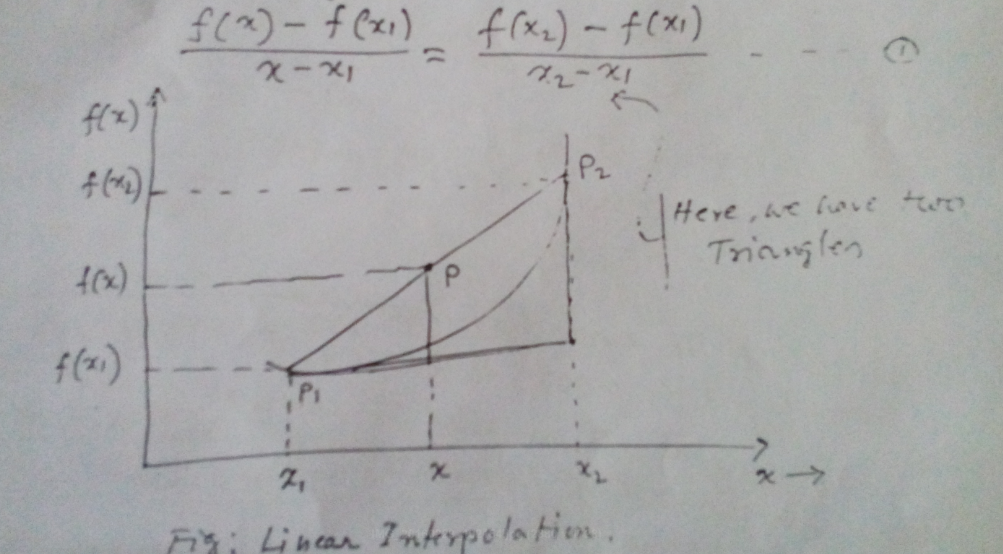 f(x) - f(x₁) / x - x₁ = f(x₂) - f(x₁) / x₂ - x₁ - - - ①
f(x)
f(x₂)
P₂
Here, we have two
Triangles
f(x)
P
f(x₁)
P₁
x₁
x
x₂
x →
Fig: Linear Interpolation.